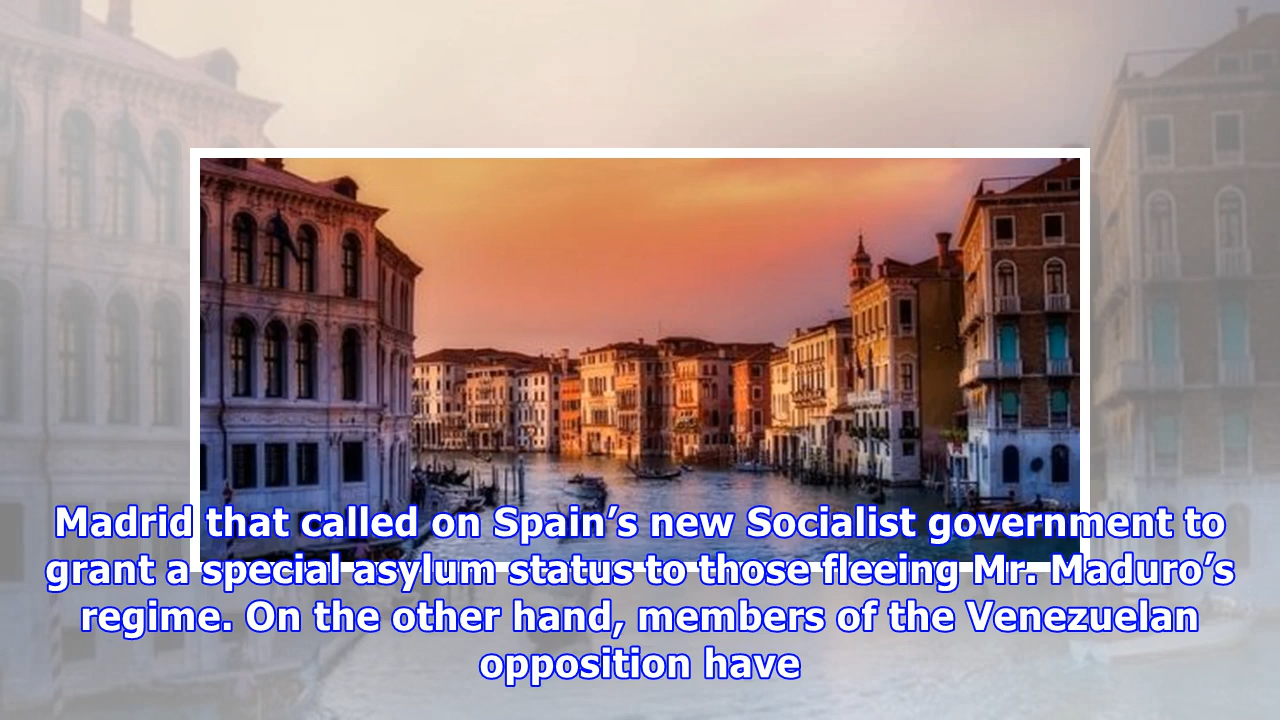 Madrid that called on Spain’s new Socialist government to
grant a special asylum status to those fleeing Mr. Maduro’s
regime. On the other hand, members of the Venezuelan
opposition have